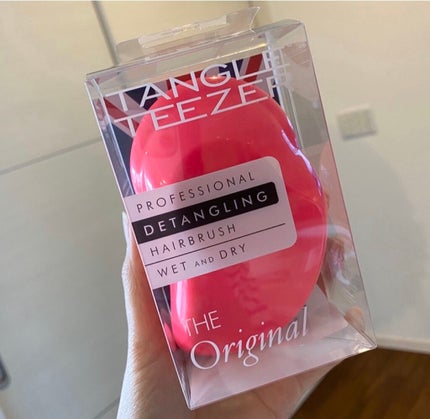 TANGLE
TEEZER
PROFESSIONAL
DETANGLING
HAIRBRUSH
WET AND DRY
THE
Original